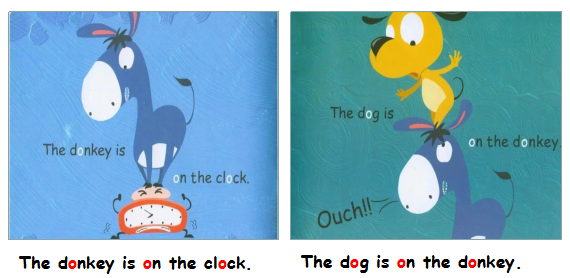 The donkey is
on the clock.
The donkey is on the clock.
The dog is
on the donkey.
Ouch!!
The dog is on the donkey.